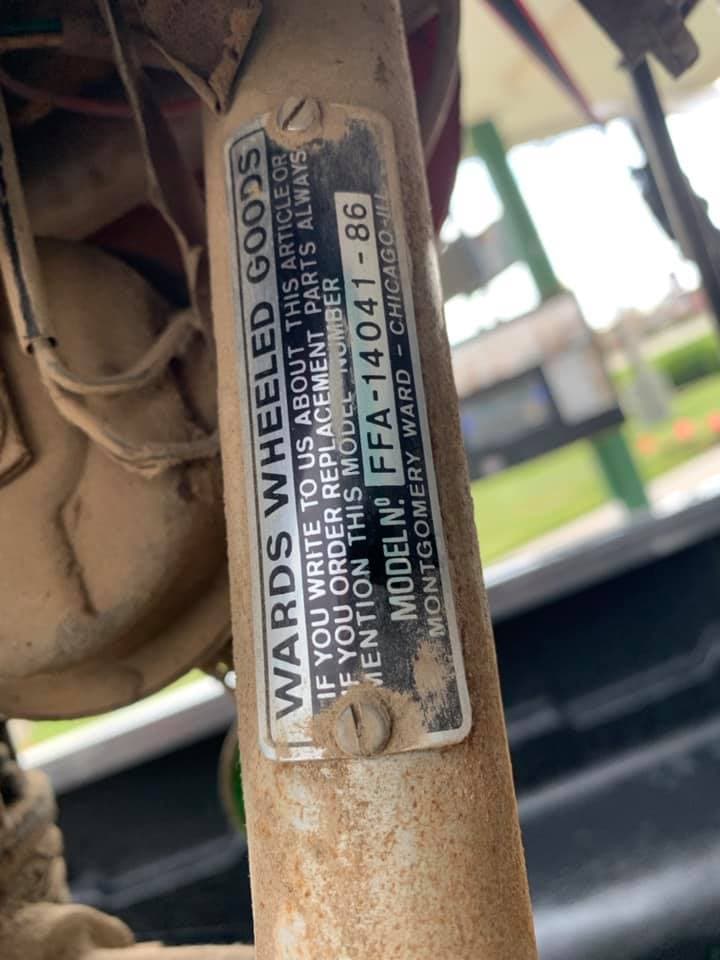 WARDS WHEELED GOODS
IF YOU WRITE TO US ABOUT THIS ARTICLE OR
IF YOU ORDER REPLACEMENT PARTS ALWAYS
MENTION THIS MODEL NUMBER
MODEL Nº FFA-14041-86
MONTGOMERY WARD - CHICAGO-ILL